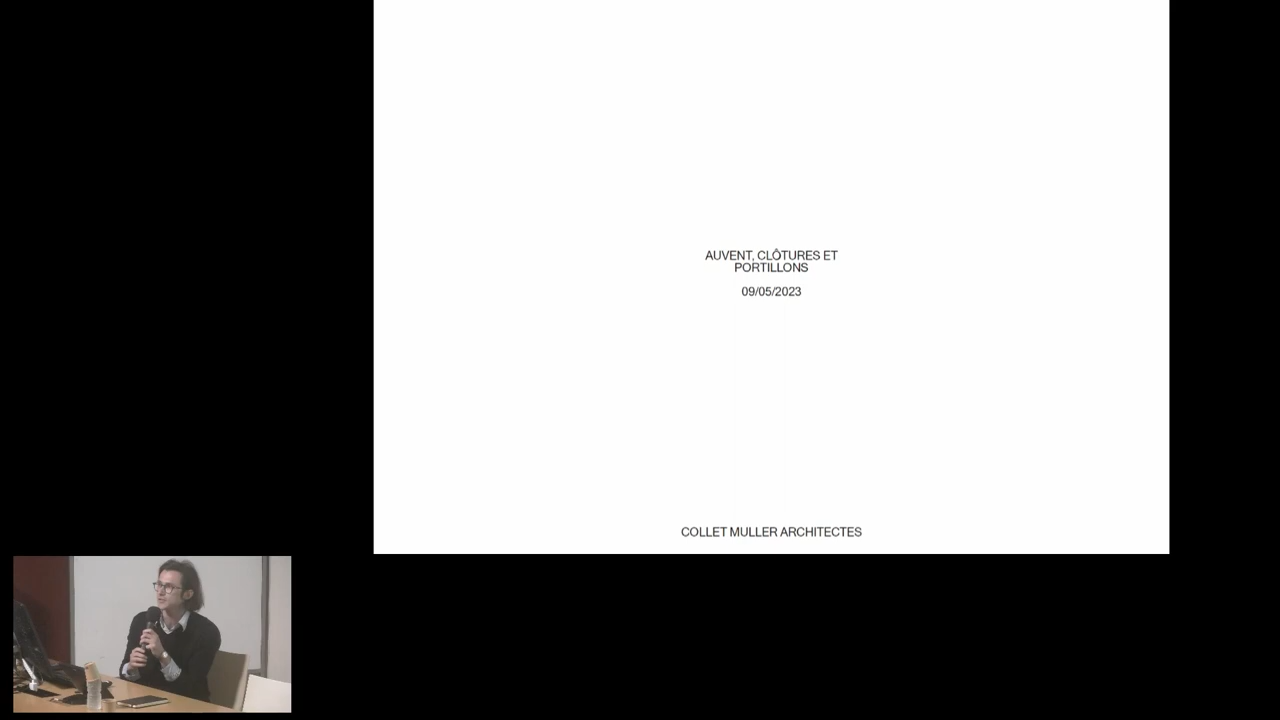 AUVENT, CLÔTURES ET
PORTILLONS
09/05/2023
COLLET MULLER ARCHITECTES